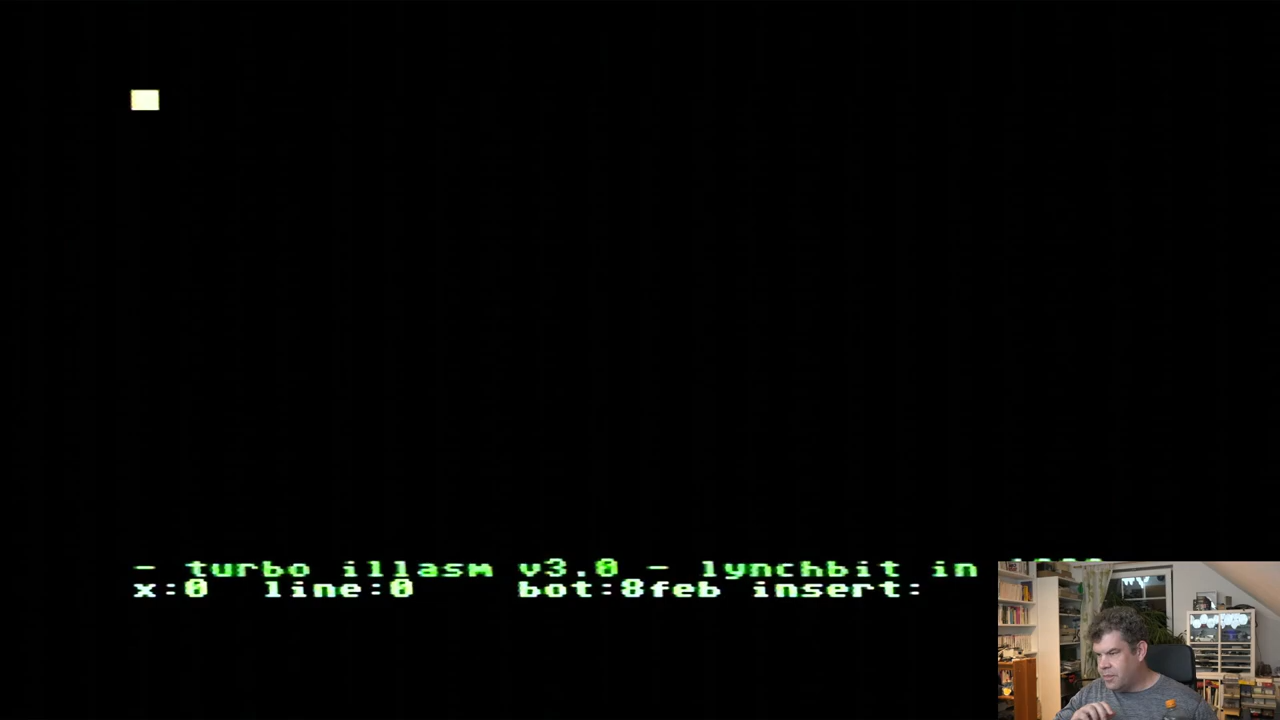 - turbo illasm v3.0 - lynchbit in
x:0 line:0 bot:8feb insert: